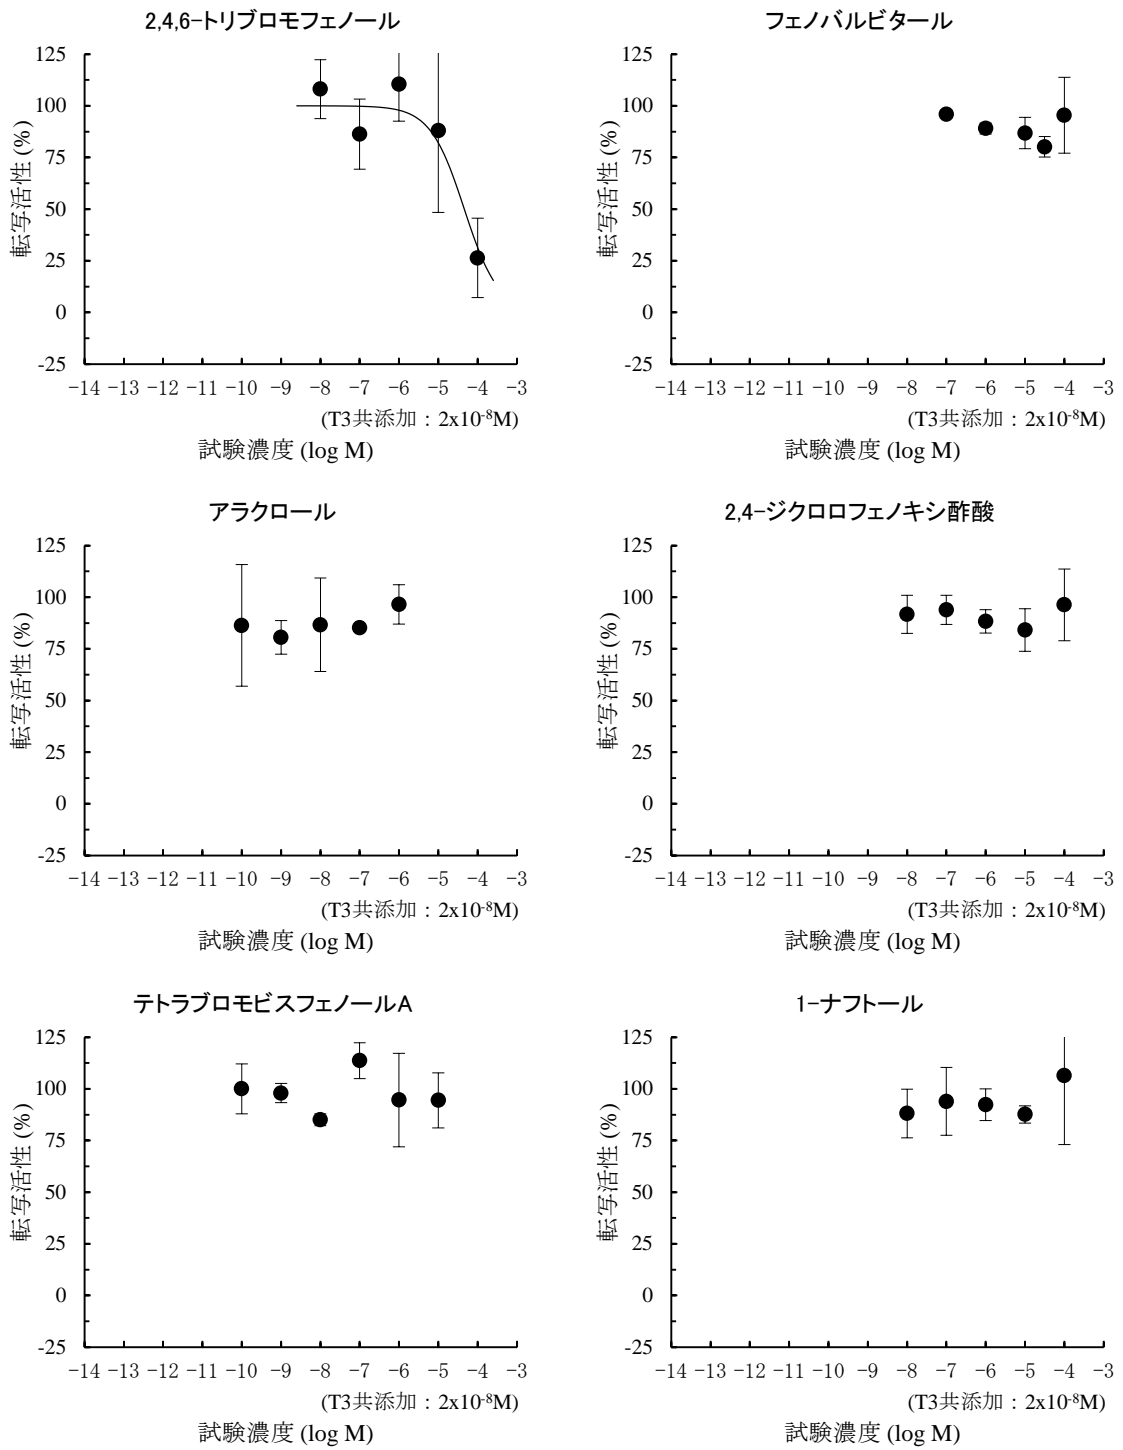 2,4,6-トリブロモフェノール
125
100
75
50
25
0
-25
転写活性 (%)
-14 -13 -12 -11 -10 -9 -8 -7 -6 -5 -4 -3
(T3共添加：2x10-8M)
試験濃度 (log M)
フェノバルビタール
125
100
75
50
25
0
-25
転写活性 (%)
-14 -13 -12 -11 -10 -9 -8 -7 -6 -5 -4 -3
(T3共添加：2x10-8M)
試験濃度 (log M)
アラクロール
125
100
75
50
25
0
-25
転写活性 (%)
-14 -13 -12 -11 -10 -9 -8 -7 -6 -5 -4 -3
(T3共添加：2x10-8M)
試験濃度 (log M)
2,4-ジクロロフェノキシ酢酸
125
100
75
50
25
0
-25
転写活性 (%)
-14 -13 -12 -11 -10 -9 -8 -7 -6 -5 -4 -3
(T3共添加：2x10-8M)
試験濃度 (log M)
テトラブロモビスフェノールA
125
100
75
50
25
0
-25
転写活性 (%)
-14 -13 -12 -11 -10 -9 -8 -7 -6 -5 -4 -3
(T3共添加：2x10-8M)
試験濃度 (log M)
1-ナフトール
125
100
75
50
25
0
-25
転写活性 (%)
-14 -13 -12 -11 -10 -9 -8 -7 -6 -5 -4 -3
(T3共添加：2x10-8M)
試験濃度 (log M)